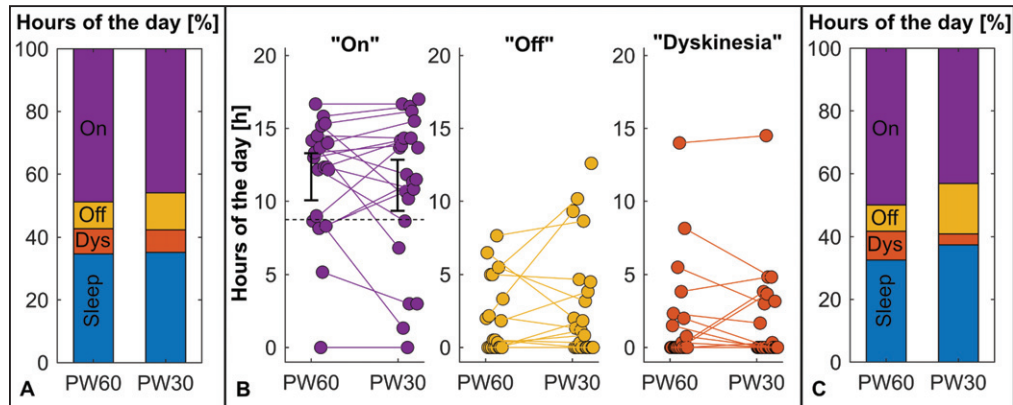 Hours of the day [%]
100
80
60
40
20
0
On
Off
Dys
Sleep
PW60 PW30
A
Hours of the day [h]
"On"
20
15
10
5
0
PW60 PW30
B
"Off"
20
15
10
5
0
PW60 PW30
"Dyskinesia"
20
15
10
5
0
PW60 PW30
Hours of the day [%]
100
80
60
40
20
0
On
Off
Dys
Sleep
PW60 PW30
C